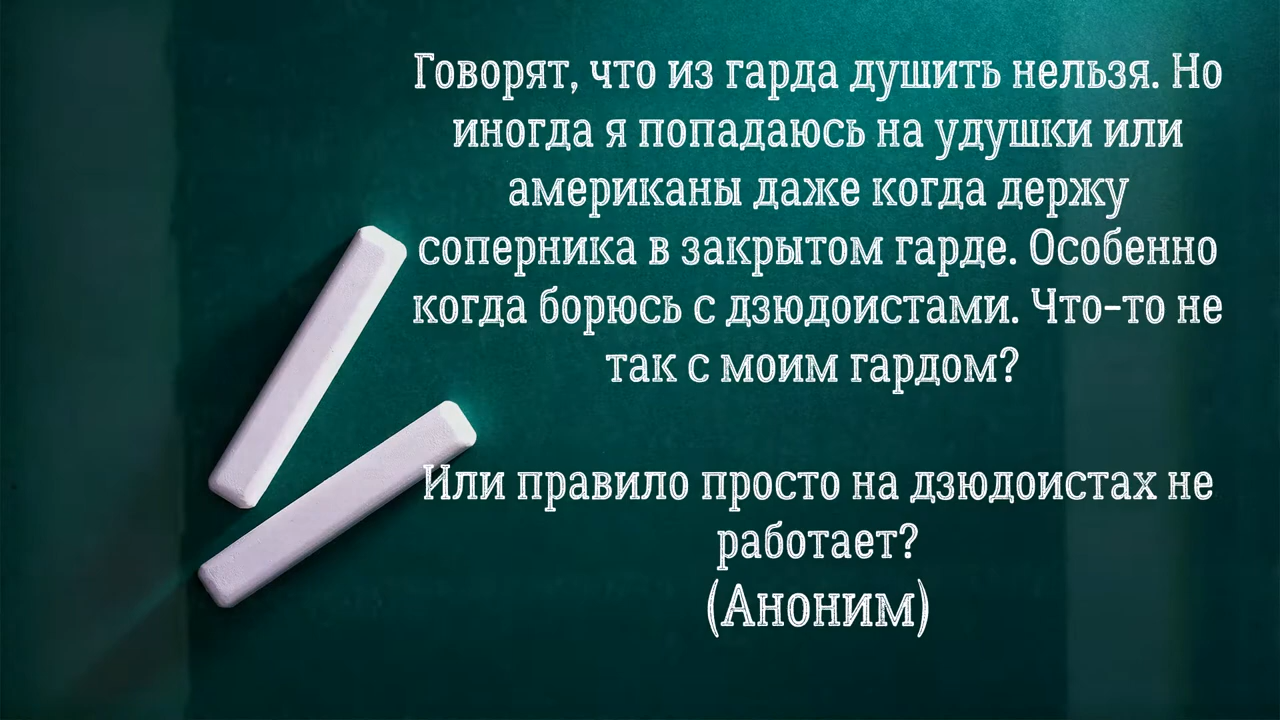 Говорят, что из гарда душить нельзя. Но
иногда я попадаюсь на удушки или
американы даже когда держу
соперника в закрытом гарде. Особенно
когда борюсь с дзюдоистами. Что-то не
так с моим гардом?
Или правило просто на дзюдоистах не
работает?
(Аноним)